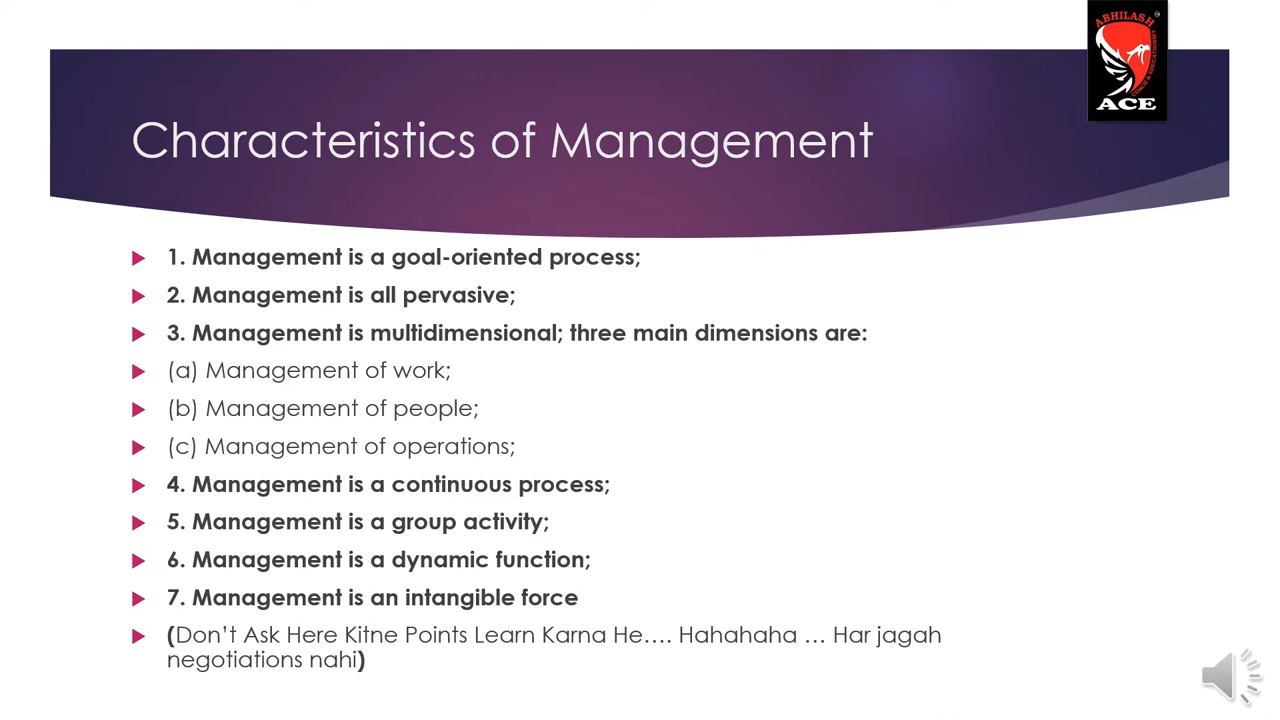 ABHILASH
COACH & EDUCATIONIST
ACE
Characteristics of Management
1. Management is a goal-oriented process;
2. Management is all pervasive;
3. Management is multidimensional; three main dimensions are:
(a) Management of work;
(b) Management of people;
(c) Management of operations;
4. Management is a continuous process;
5. Management is a group activity;
6. Management is a dynamic function;
7. Management is an intangible force
(Don’t Ask Here Kitne Points Learn Karna He…. Hahahaha … Har jagah
negotiations nahi)